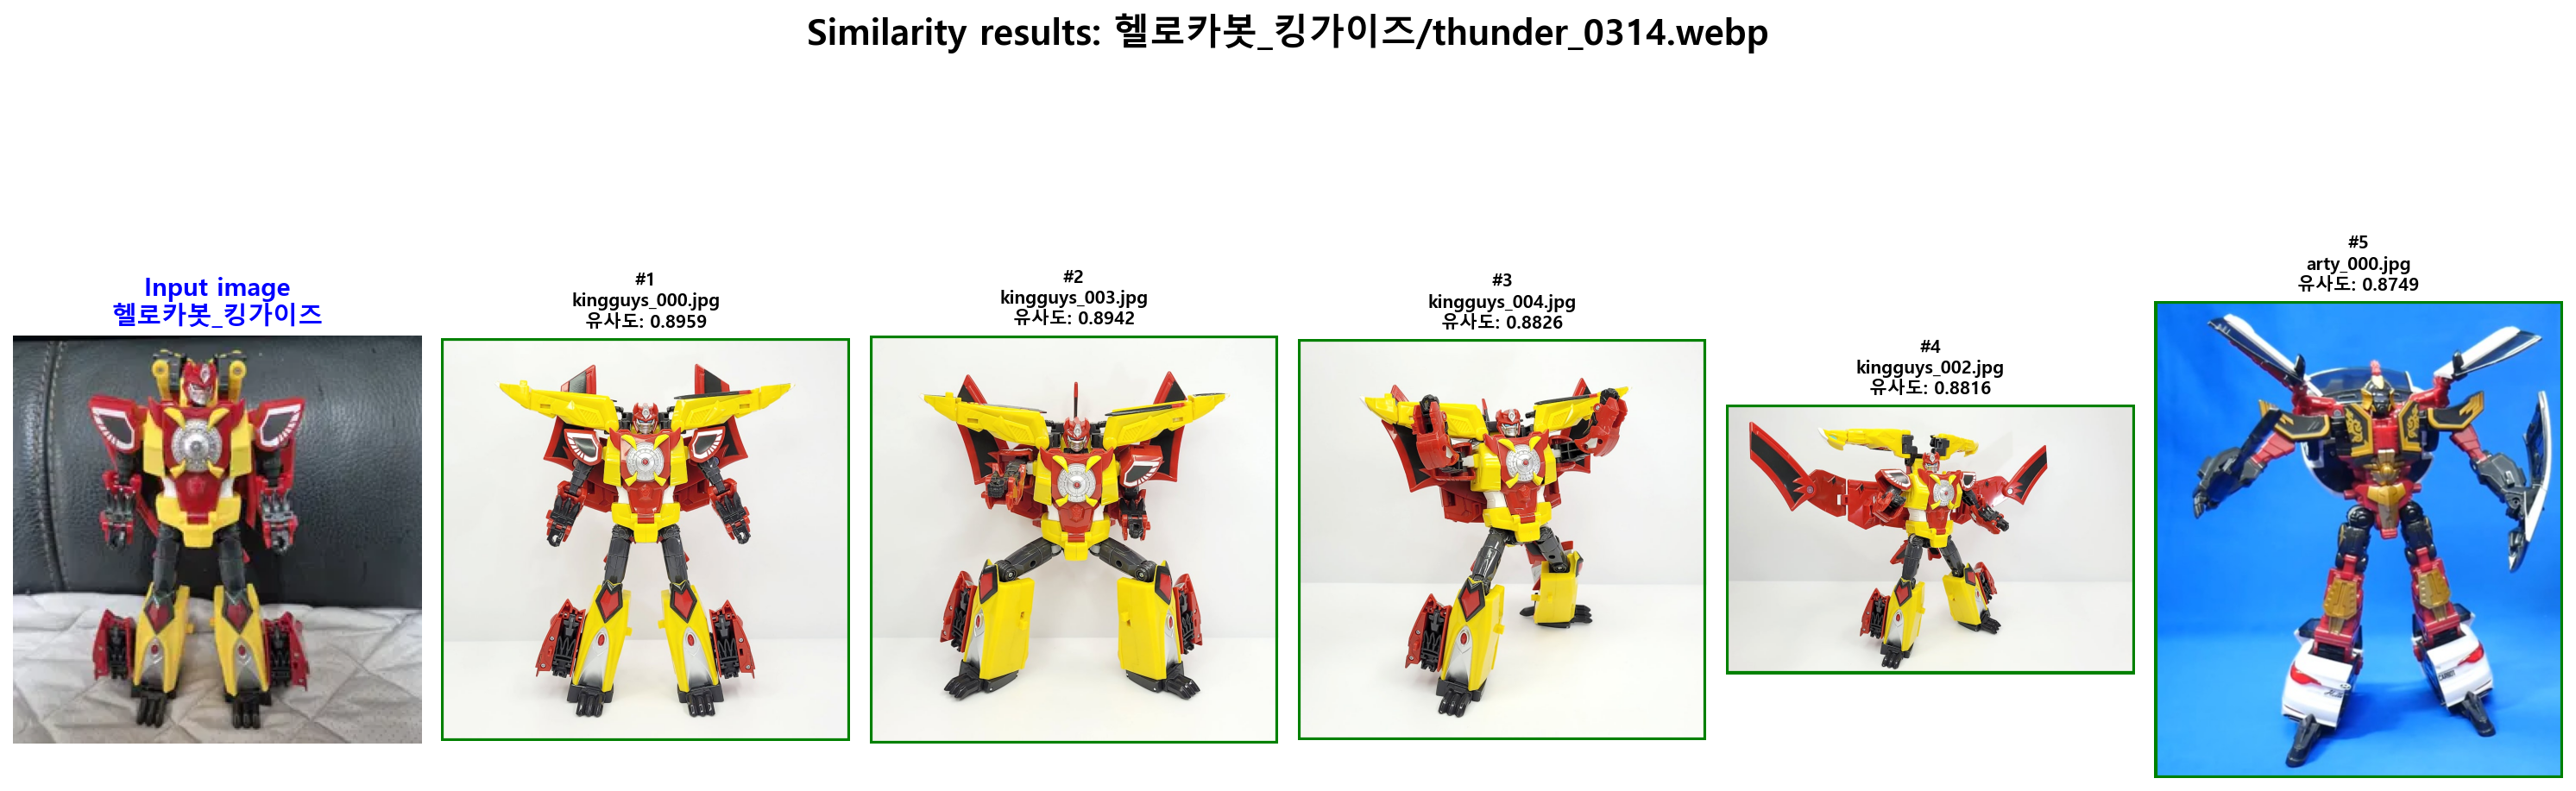 Similarity results: 헬로카봇_킹가이즈/thunder_0314.webp
Input image
헬로카봇_킹가이즈
#1
kingguys_000.jpg
유사도: 0.8959
#2
kingguys_003.jpg
유사도: 0.8942
#3
kingguys_004.jpg
유사도: 0.8826
#4
kingguys_002.jpg
유사도: 0.8816
#5
arty_000.jpg
유사도: 0.8749